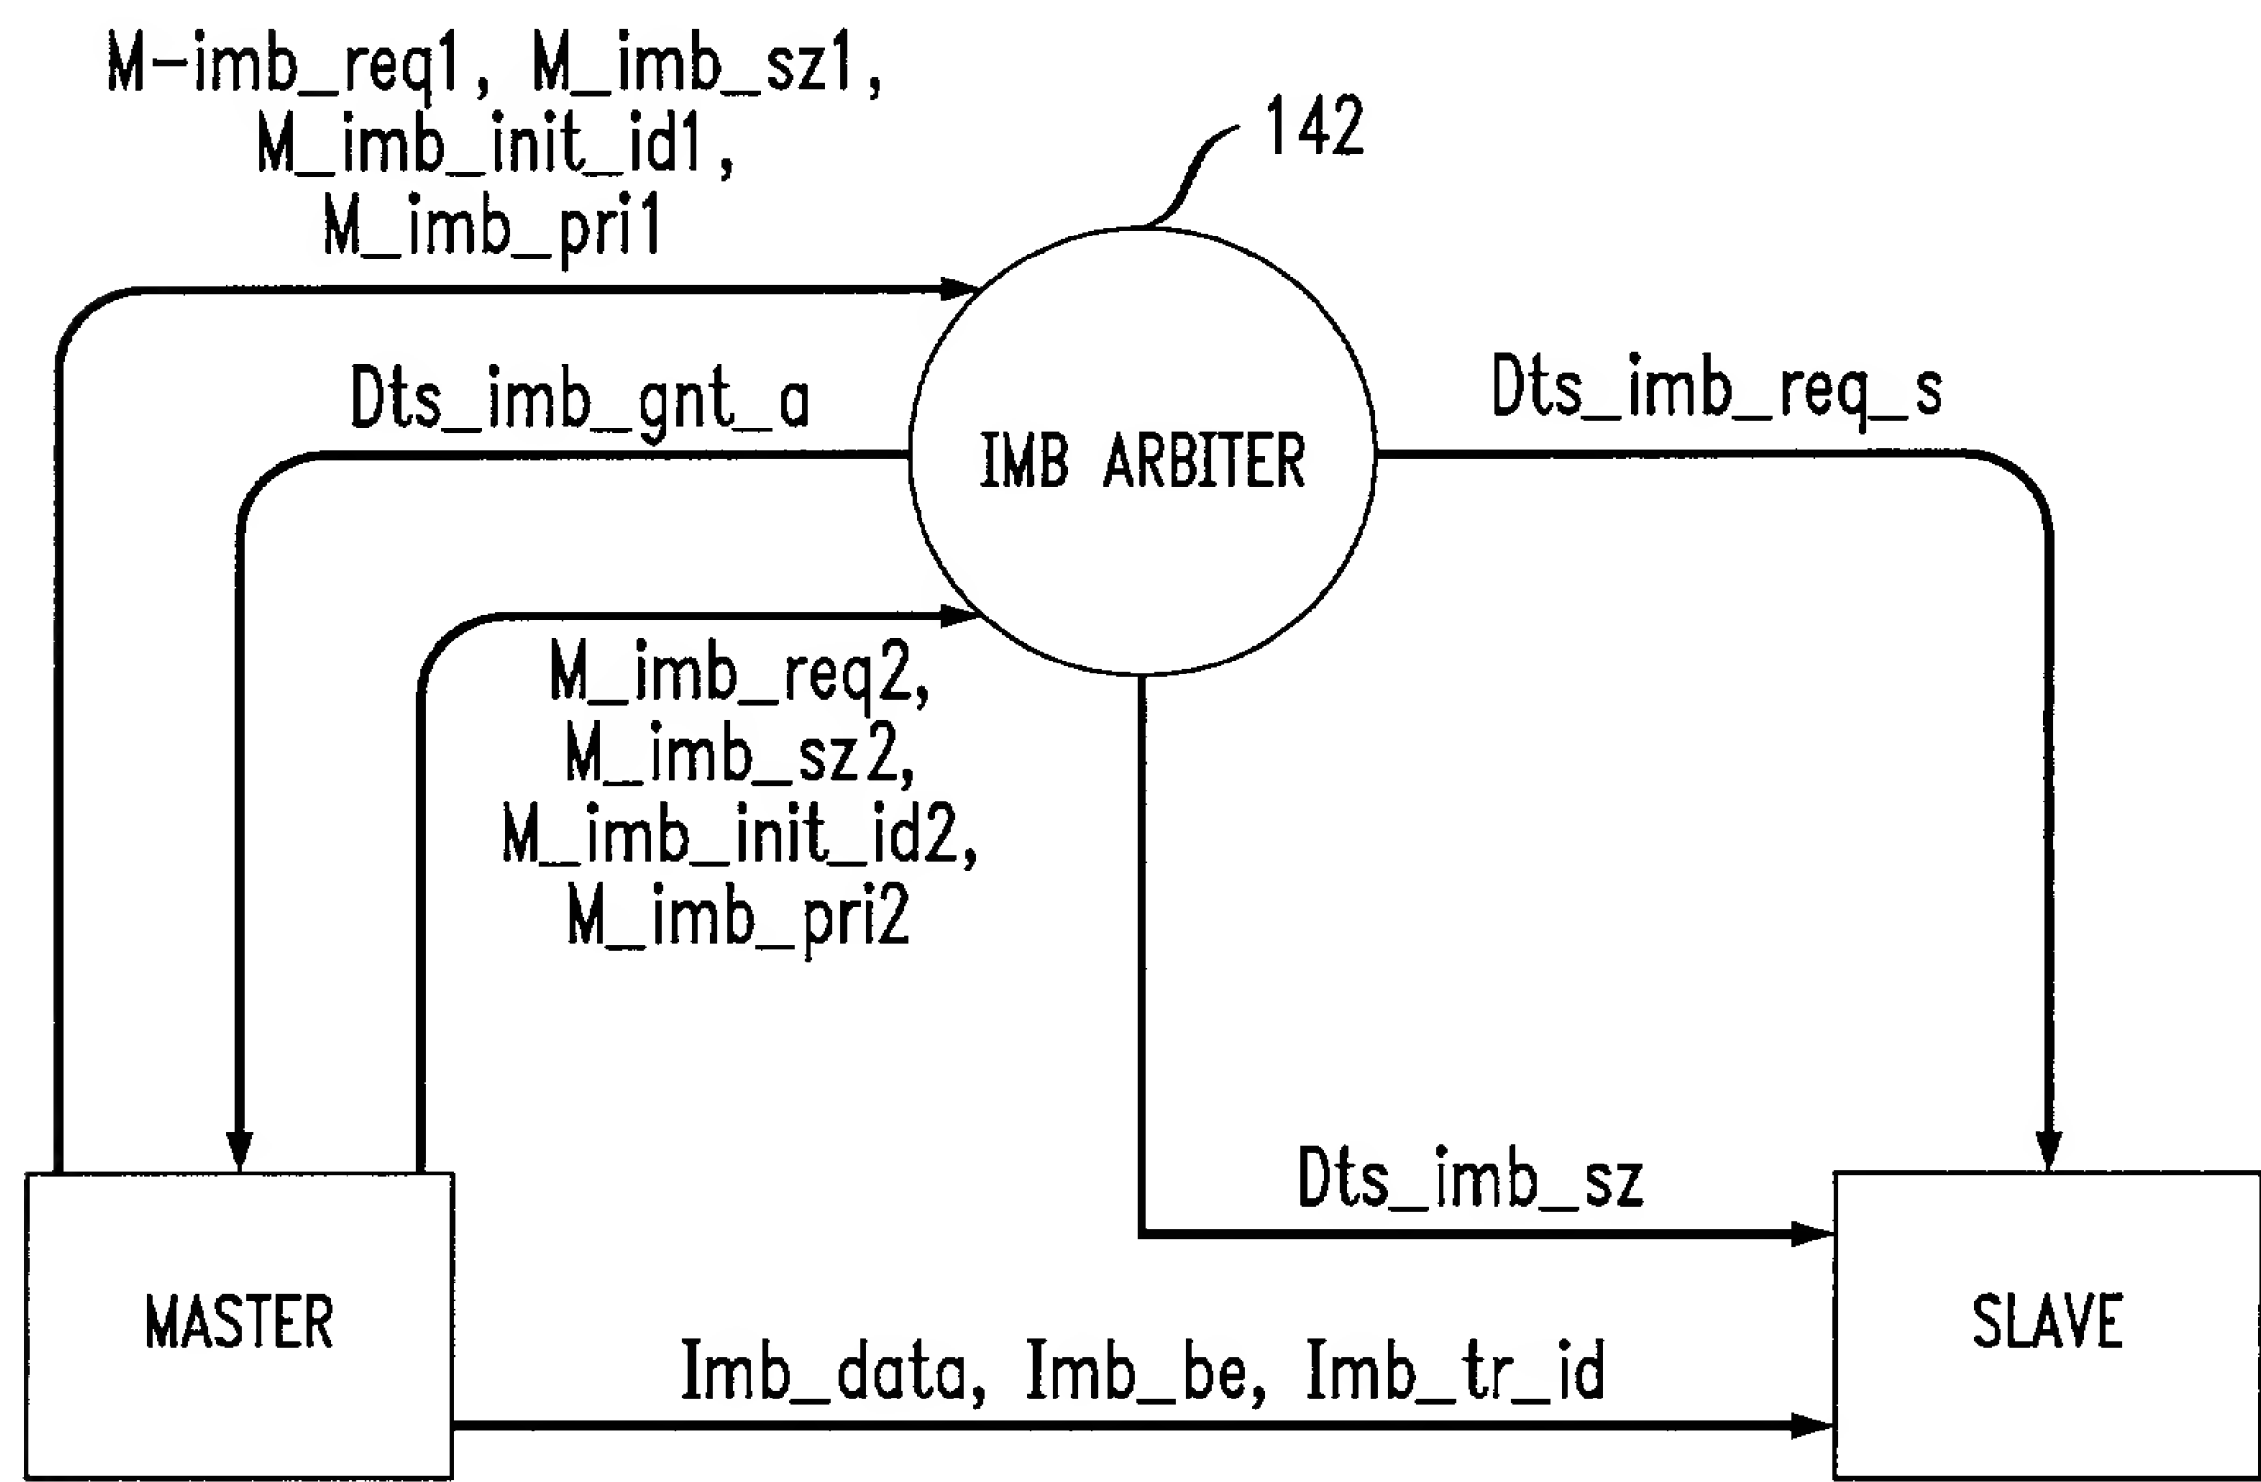 M-imb_req1, M_imb_sz1,
M_imb_init_id1,
M_imb_pri1
142
Dts_imb_gnt_a
Dts_imb_req_s
IMB ARBITER
M_imb_req2,
M_imb_sz2,
M_imb_init_id2,
M_imb_pri2
Dts_imb_sz
MASTER
SLAVE
Imb_data, Imb_be, Imb_tr_id